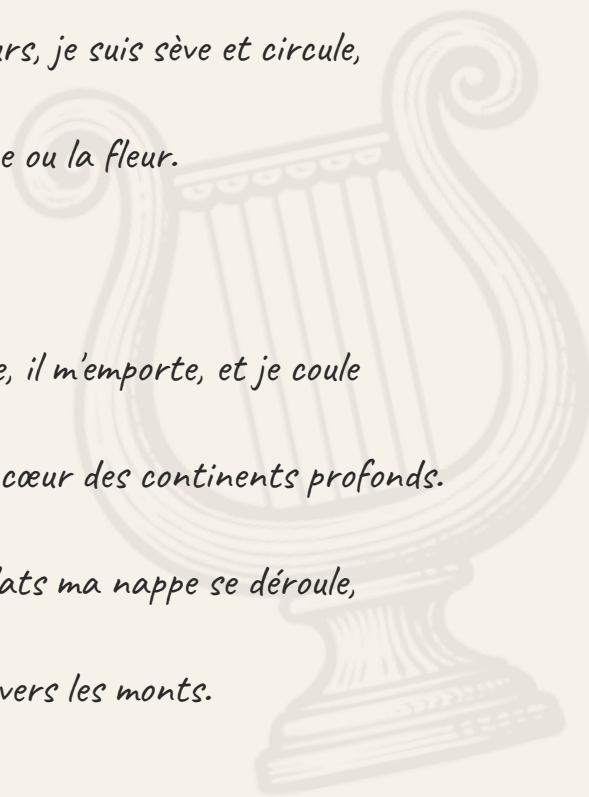 urs, je suis sève et circule,
e ou la fleur.
e, il m'emporte, et je coule
cœur des continents profonds.
ats ma nappe se déroule,
vers les monts.